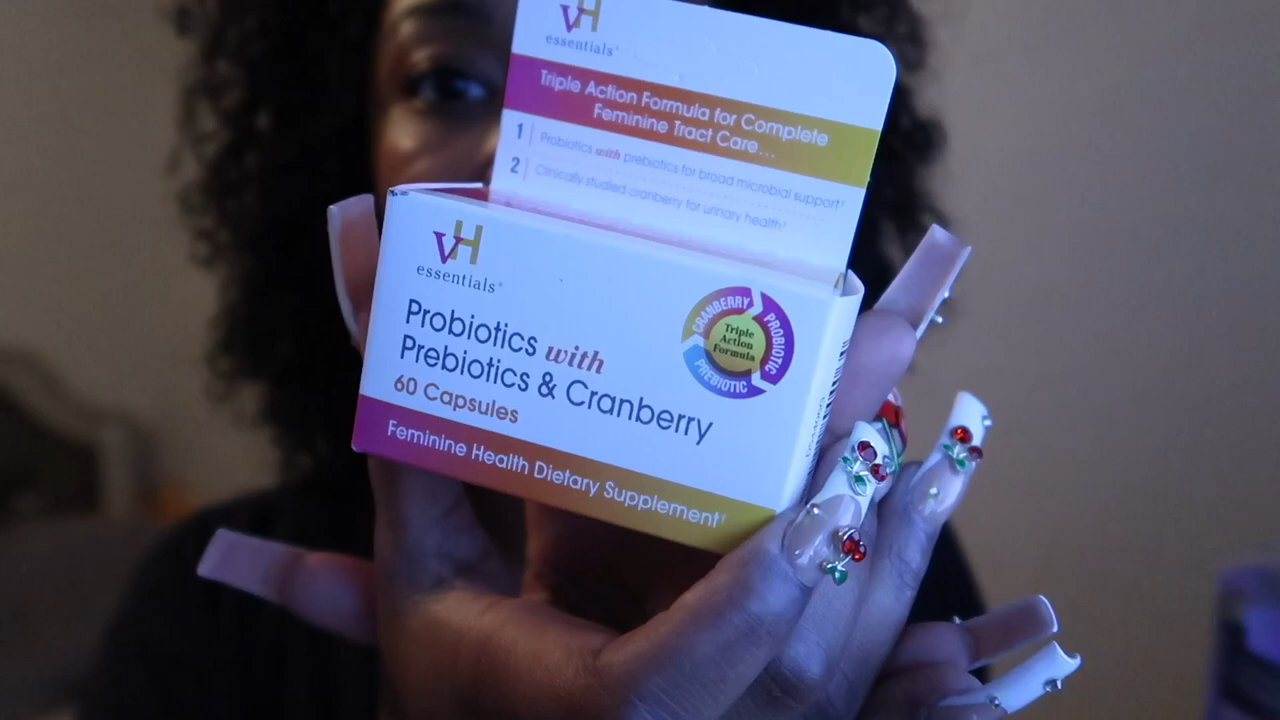 vH
essentials®
Triple Action Formula for Complete
Feminine Tract Care...
1 Probiotics with prebiotics for broad microbial support†
2 Clinically studied cranberry for urinary health†
vH
essentials®
Probiotics with
Prebiotics & Cranberry
60 Capsules
Feminine Health Dietary Supplement†
CRANBERRY
PROBIOTIC
PREBIOTIC
Triple
Action
Formula